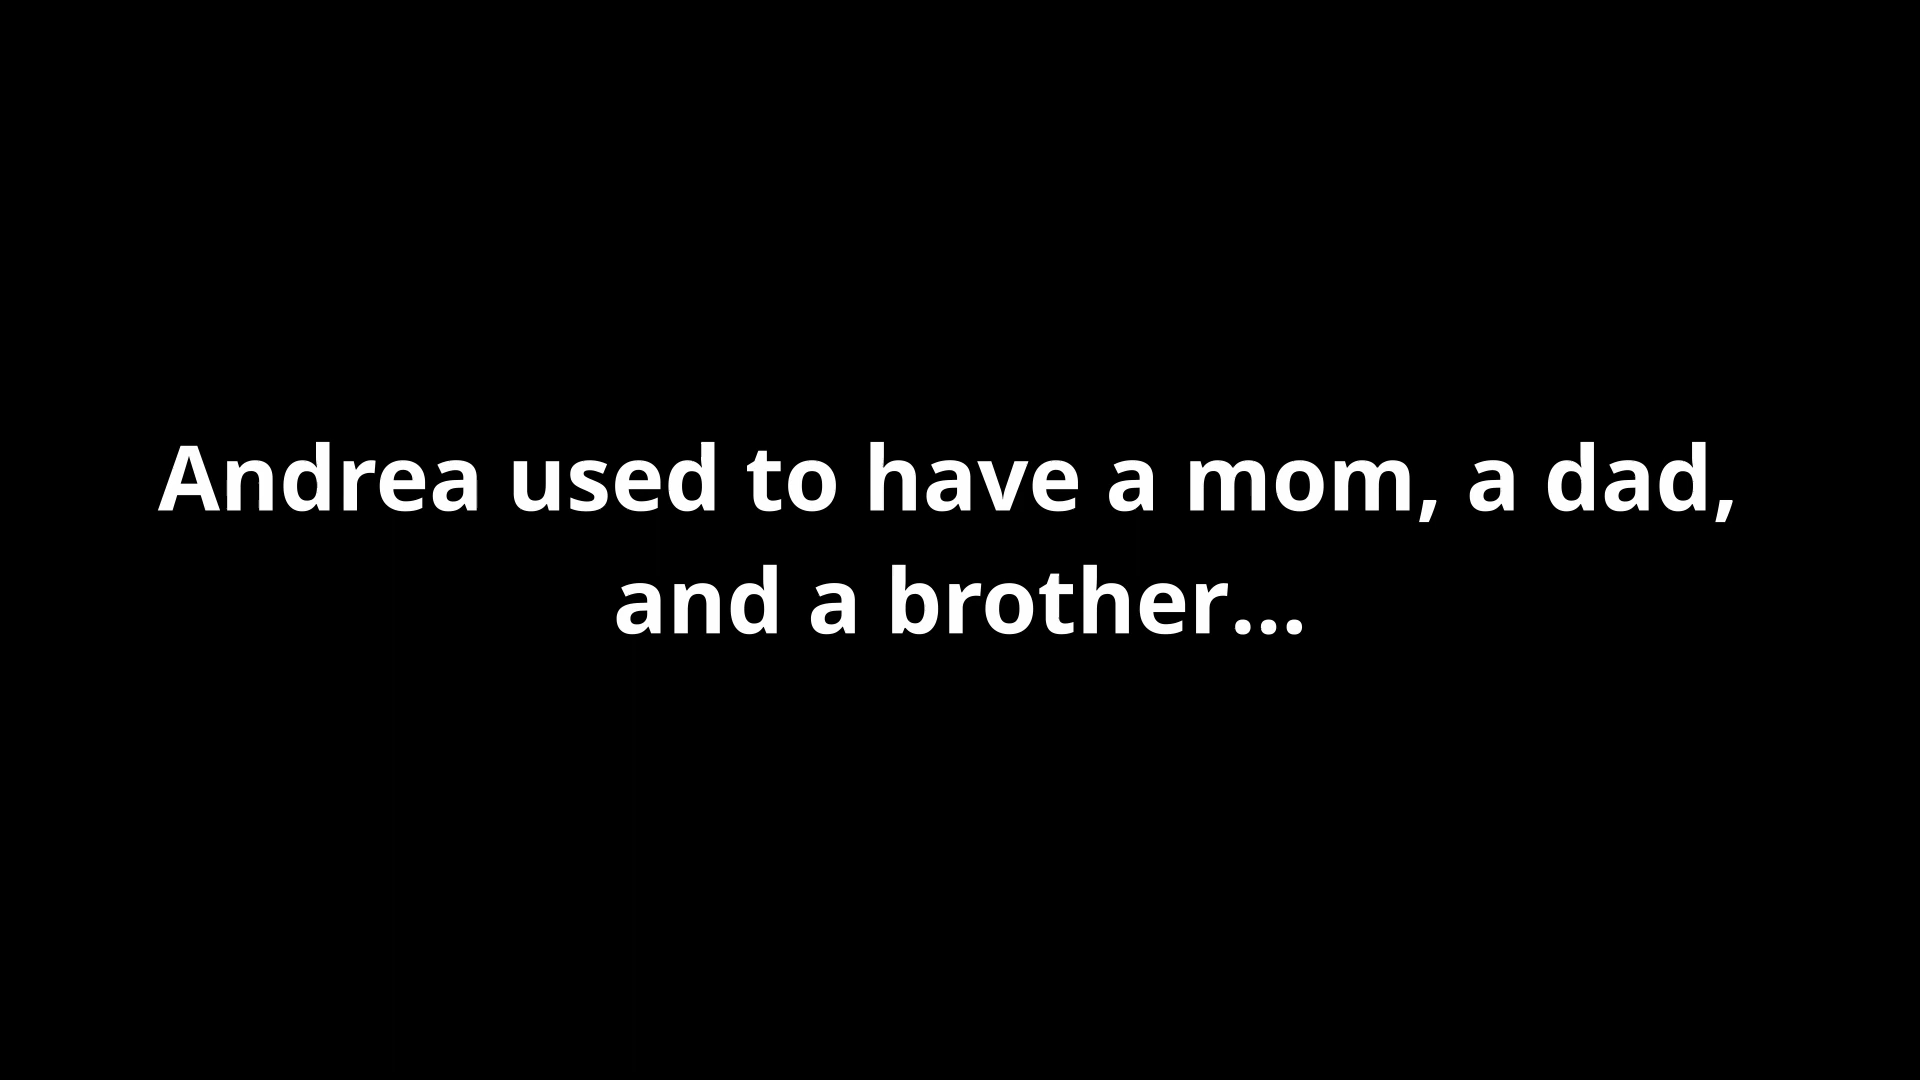 Andrea used to have a mom, a dad,
and a brother...